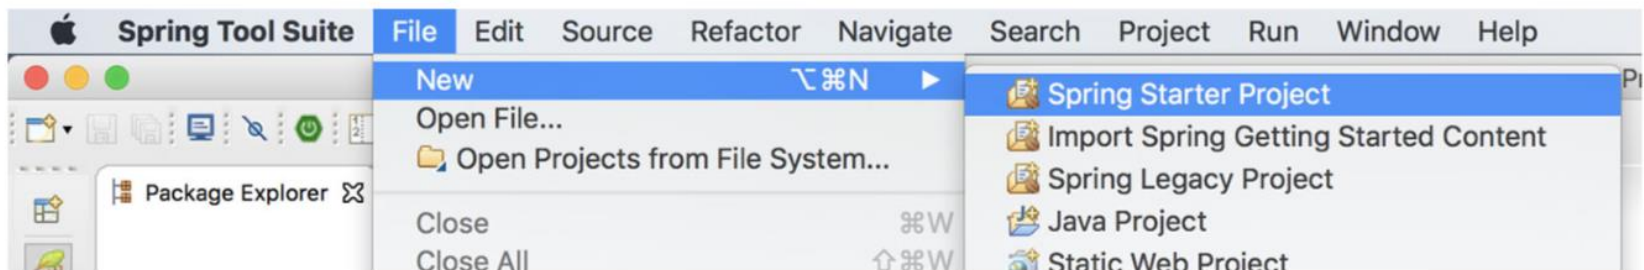 Spring Tool Suite File Edit Source Refactor Navigate Search Project Run Window Help
New ⌥⌘N ▶
Spring Starter Project
Open File...
Import Spring Getting Started Content
Open Projects from File System...
Spring Legacy Project
Package Explorer
Close ⌘W
Java Project
Close All ⇧⌘W
Static Web Project